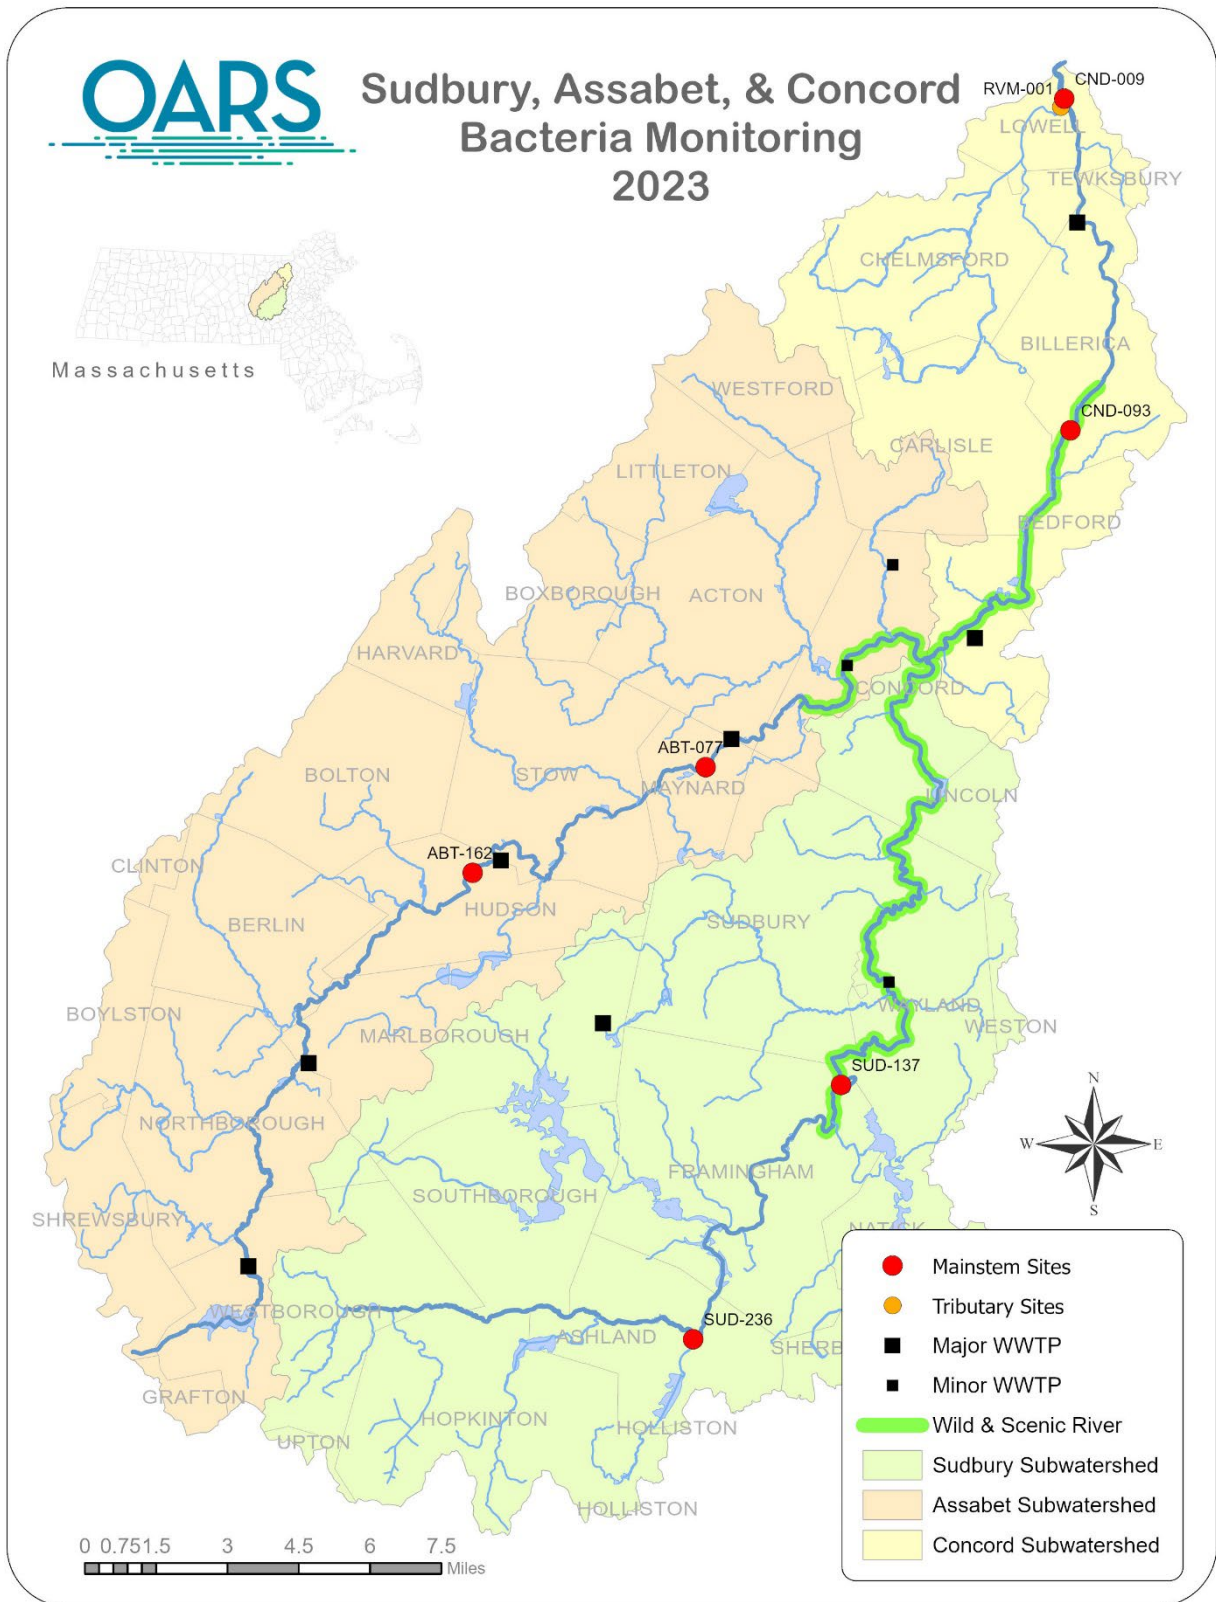 OARS
Sudbury, Assabet, & Concord
Bacteria Monitoring
2023
Massachusetts
RVM-001
CND-009
LOWELL
TEWKSBURY
CHELMSFORD
BILLERICA
WESTFORD
CND-093
CARLISLE
LITTLETON
BEDFORD
BOXBOROUGH
ACTON
HARVARD
CONCORD
ABT-077
BOLTON
STOW
MAYNARD
LINCOLN
ABT-162
CLINTON
HUDSON
BERLIN
SUDBURY
BOYLSTON
WAYLAND
WESTON
MARLBOROUGH
SUD-137
NORTHBOROUGH
FRAMINGHAM
SOUTHBOROUGH
SHREWSBURY
NATICK
WESTBOROUGH
SUD-236
ASHLAND
SHERB
GRAFTON
HOPKINTON
HOLLISTON
UPTON
HOLLISTON
N
W
E
S
Mainstem Sites
Tributary Sites
Major WWTP
Minor WWTP
Wild & Scenic River
Sudbury Subwatershed
Assabet Subwatershed
Concord Subwatershed
0 0.751.5 3 4.5 6 7.5
Miles